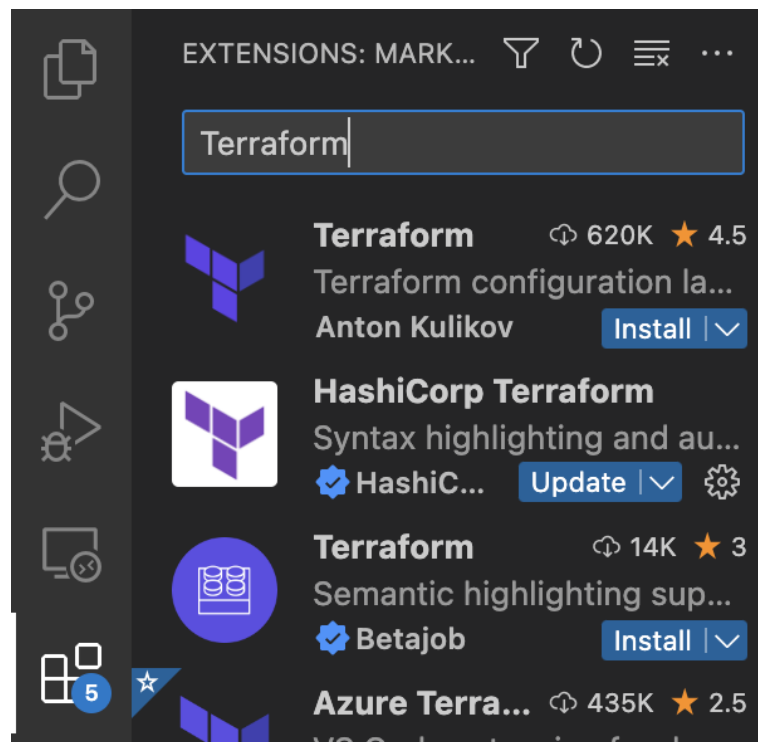 EXTENSIONS: MARK...
Terraform
Terraform 620K 4.5
Terraform configuration la...
Anton Kulikov Install
HashiCorp Terraform
Syntax highlighting and au...
HashiC... Update
Terraform 14K 3
Semantic highlighting sup...
Betajob Install
5
Azure Terra... 435K 2.5